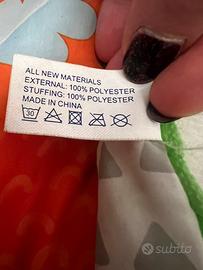 ALL NEW MATERIALS
EXTERNAL: 100% POLYESTER
STUFFING: 100% POLYESTER
MADE IN CHINA
30
subito